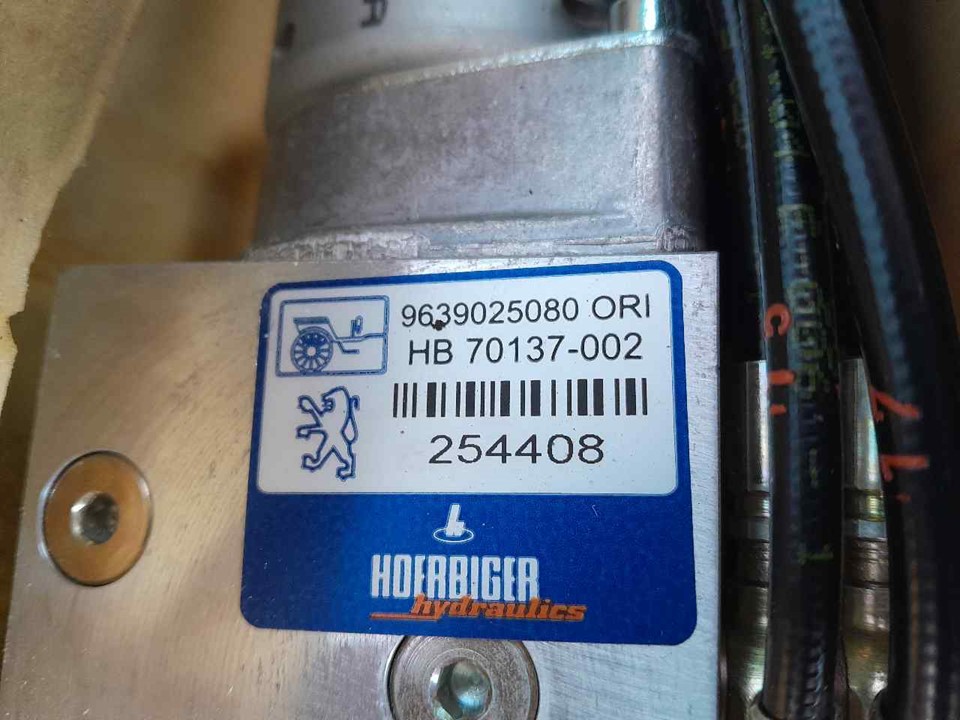 A
9639025080 ORI
HB 70137-002
254408
HOERBIGER
hydraulics